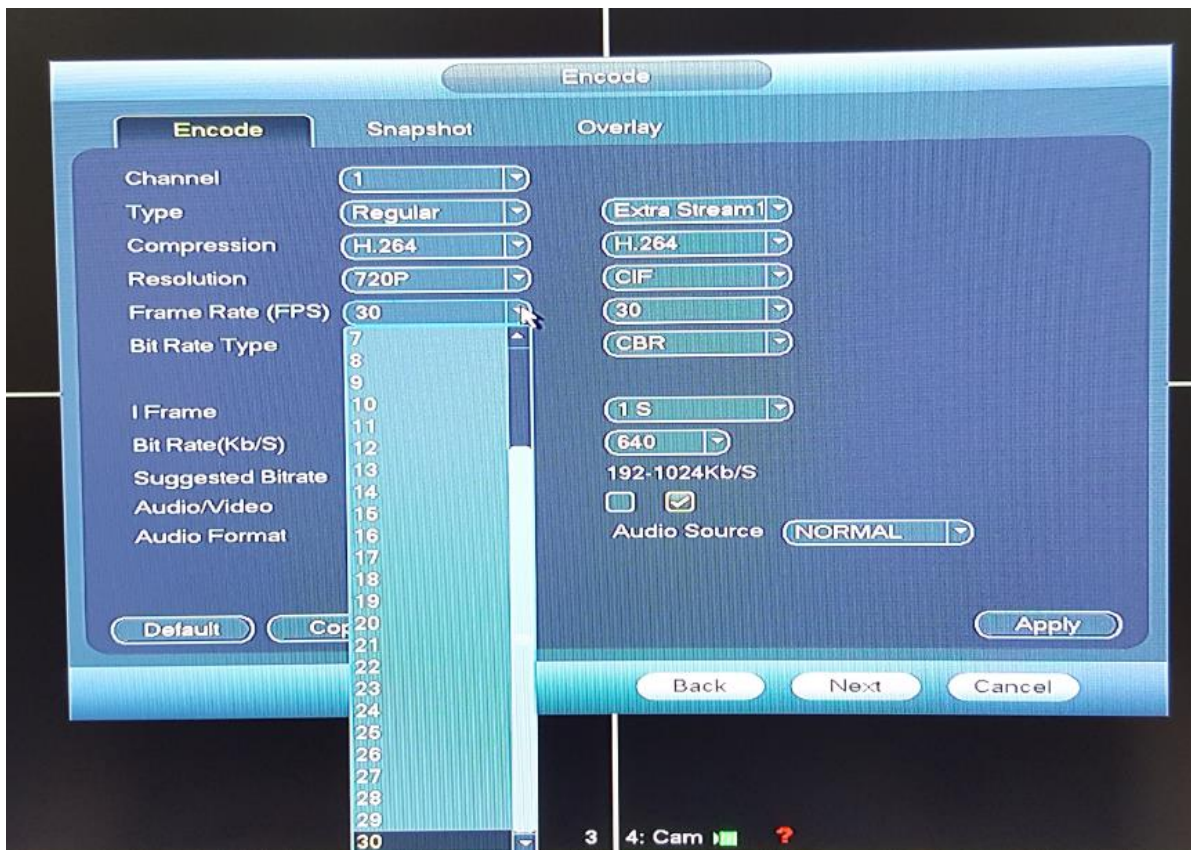 Encode
Encode Snapshot Overlay
Channel 1
Type Regular Extra Stream1
Compression H.264 H.264
Resolution 720P CIF
Frame Rate (FPS) 30 30
7
Bit Rate Type CBR
8
9
10
I Frame 1 S
11
12
Bit Rate(Kb/S) 640
13
Suggested Bitrate 192-1024Kb/S
14
Audio/Video
15
16
Audio Format Audio Source NORMAL
17
18
19
20
Default Apply
21
22
23
Back Next Cancel
24
25
26
27
28
29
30
3 4: Cam ?